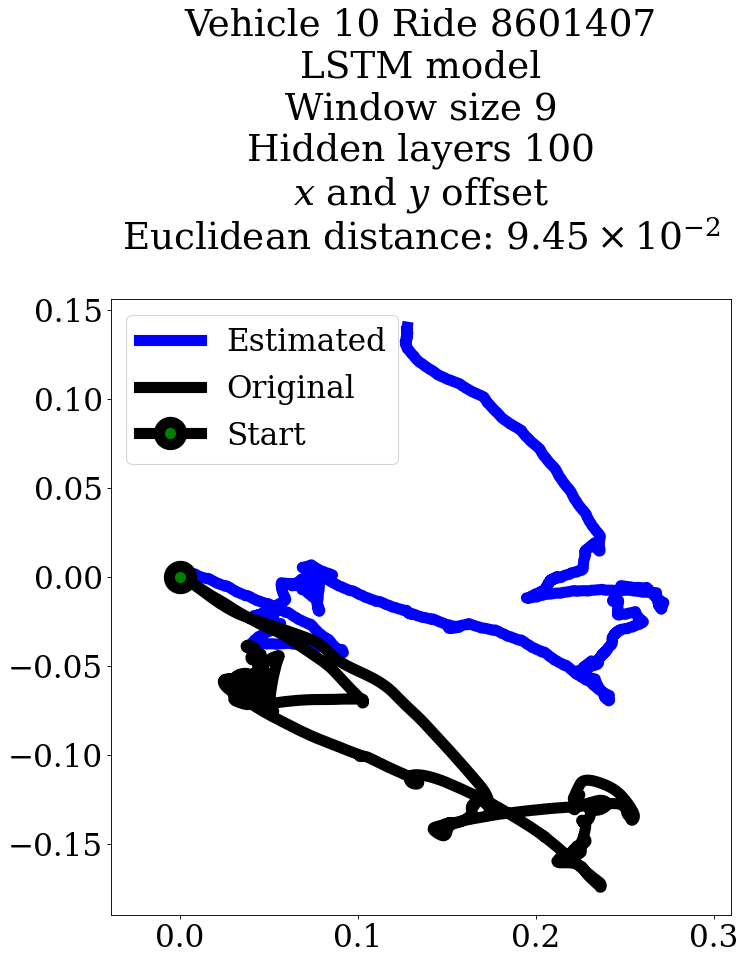 Vehicle 10 Ride 8601407
LSTM model
Window size 9
Hidden layers 100
x and y offset
Euclidean distance: 9.45 × 10⁻²
Estimated
Original
Start
0.15
0.10
0.05
0.00
−0.05
−0.10
−0.15
0.0 0.1 0.2 0.3